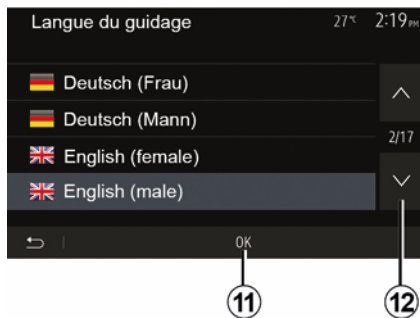 Langue du guidage 27°C 2:19PM
Deutsch (Frau)
Deutsch (Mann)
2/17
English (female)
English (male)
OK
11 12